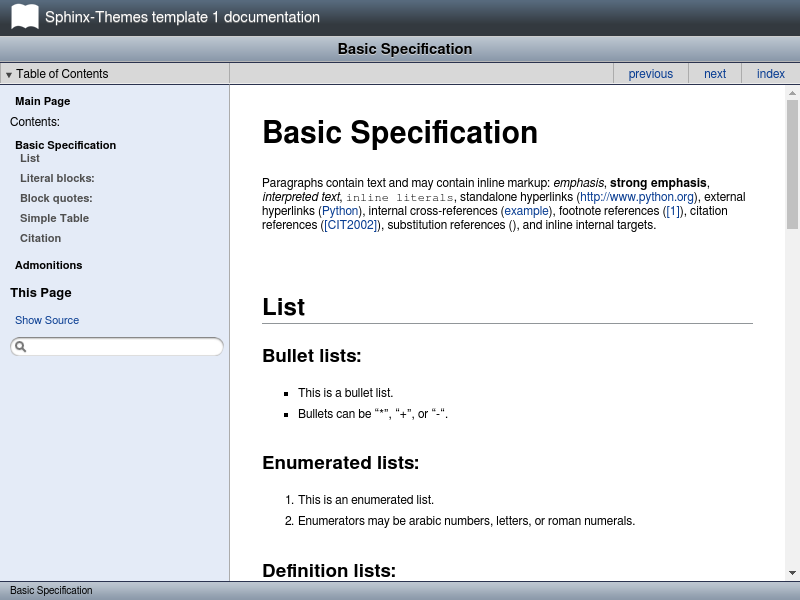 Sphinx-Themes template 1 documentation
Basic Specification
▾ Table of Contents
previous
next
index
Main Page
Contents:
Basic Specification
List
Literal blocks:
Block quotes:
Simple Table
Citation
Admonitions
This Page
Show Source
Basic Specification
Paragraphs contain text and may contain inline markup: emphasis, strong emphasis,
interpreted text, inline literals, standalone hyperlinks (http://www.python.org), external
hyperlinks (Python), internal cross-references (example), footnote references ([1]), citation
references ([CIT2002]), substitution references (), and inline internal targets.
List
Bullet lists:
▪ This is a bullet list.
▪ Bullets can be “*”, “+”, or “-“.
Enumerated lists:
1. This is an enumerated list.
2. Enumerators may be arabic numbers, letters, or roman numerals.
Definition lists:
Basic Specification